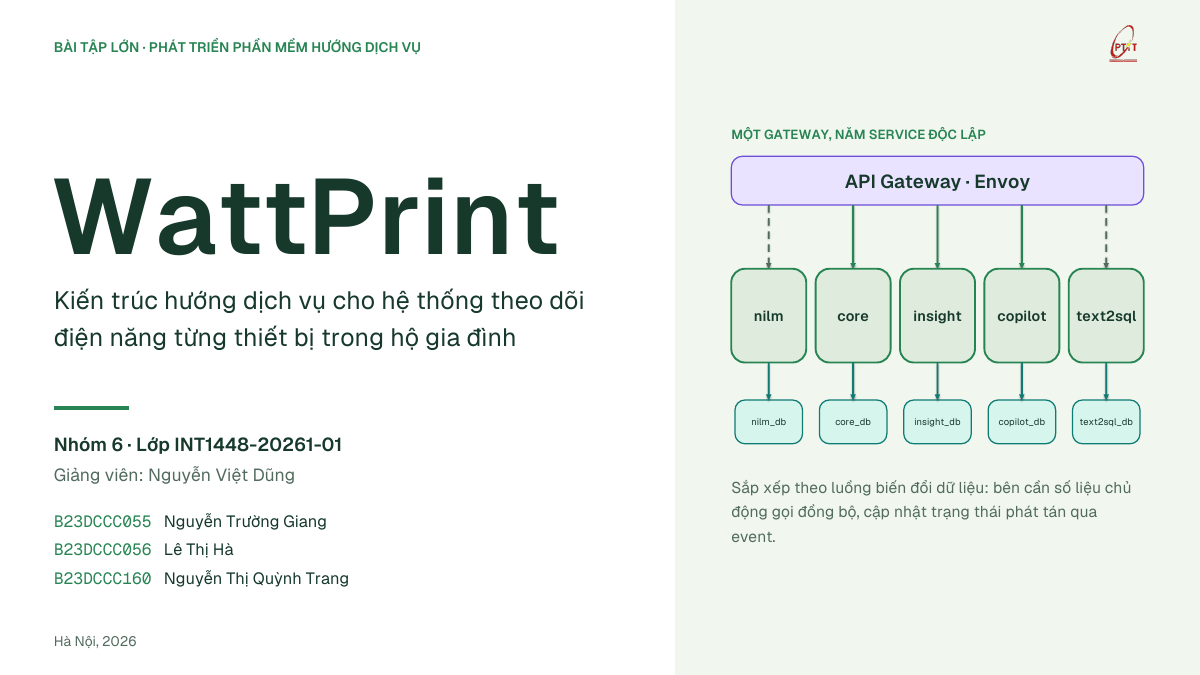 BÀI TẬP LỚN · PHÁT TRIỂN PHẦN MỀM HƯỚNG DỊCH VỤ
WattPrint
Kiến trúc hướng dịch vụ cho hệ thống theo dõi
điện năng từng thiết bị trong hộ gia đình
Nhóm 6 · Lớp INT1448-20261-01
Giảng viên: Nguyễn Việt Dũng
B23DCCC055 Nguyễn Trường Giang
B23DCCC056 Lê Thị Hà
B23DCCC160 Nguyễn Thị Quỳnh Trang
Hà Nội, 2026
PTIT
MỘT GATEWAY, NĂM SERVICE ĐỘC LẬP
API Gateway · Envoy
nilm core insight copilot text2sql
nilm_db core_db insight_db copilot_db text2sql_db
Sắp xếp theo luồng biến đổi dữ liệu: bên cần số liệu chủ
động gọi đồng bộ, cập nhật trạng thái phát tán qua
event.